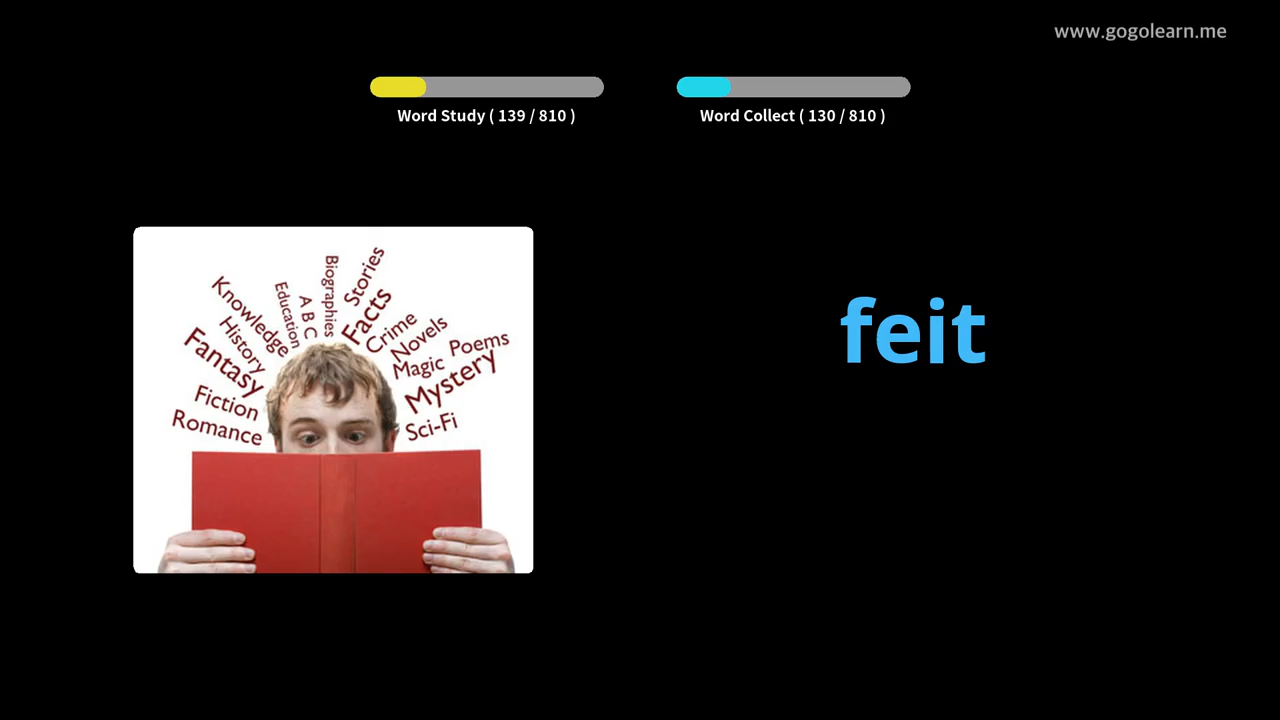 www.gogolearn.me
Word Study ( 139 / 810 )
Word Collect ( 130 / 810 )
Stories
Biographies
Knowledge
Education
A B C
Facts
Crime
History
Novels
Fantasy
Poems
Magic
Mystery
Fiction
Romance
Sci-Fi
feit